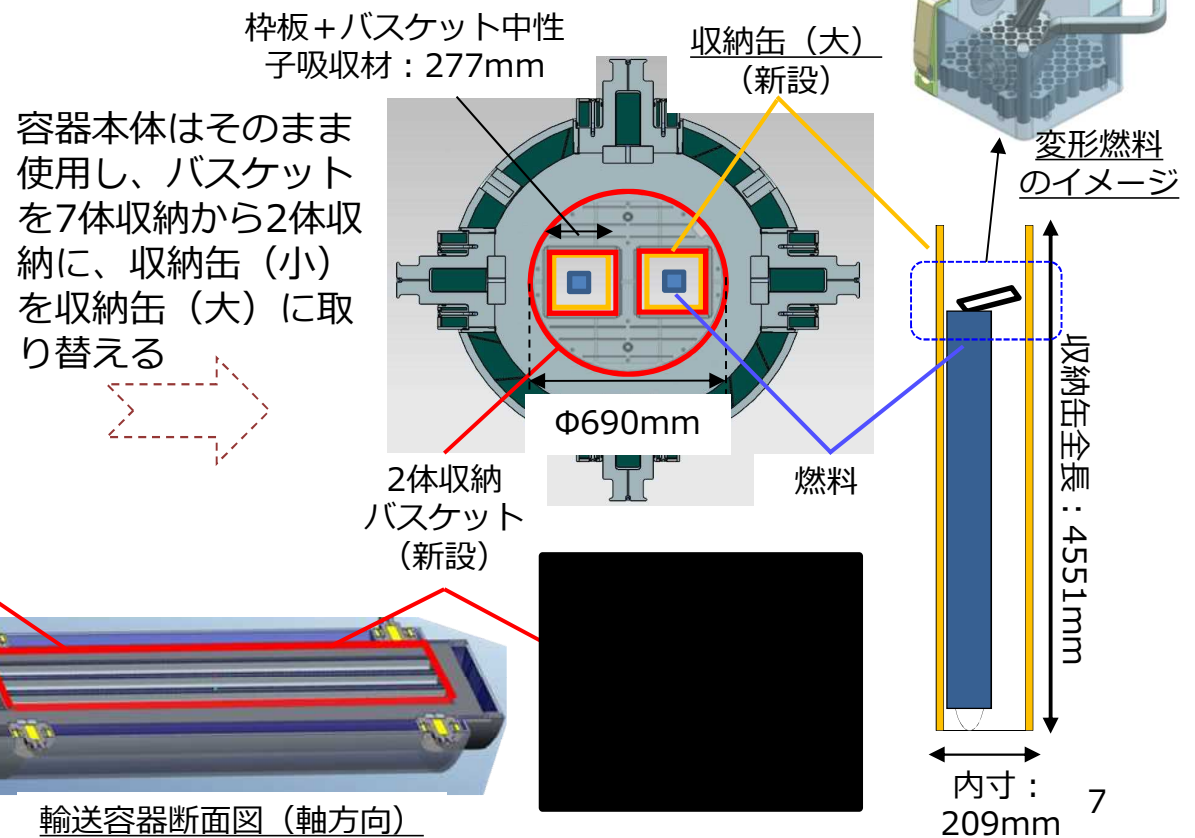 枠板＋バスケット中性
子吸収材：277mm
収納缶（大）
（新設）
容器本体はそのまま
使用し、バスケット
を7体収納から2体収
納に、収納缶（小）
を収納缶（大）に取
り替える
変形燃料
のイメージ
Φ690mm
2体収納
バスケット
（新設）
燃料
収納缶全長：4551mm
内寸：
209mm
輸送容器断面図（軸方向）
7